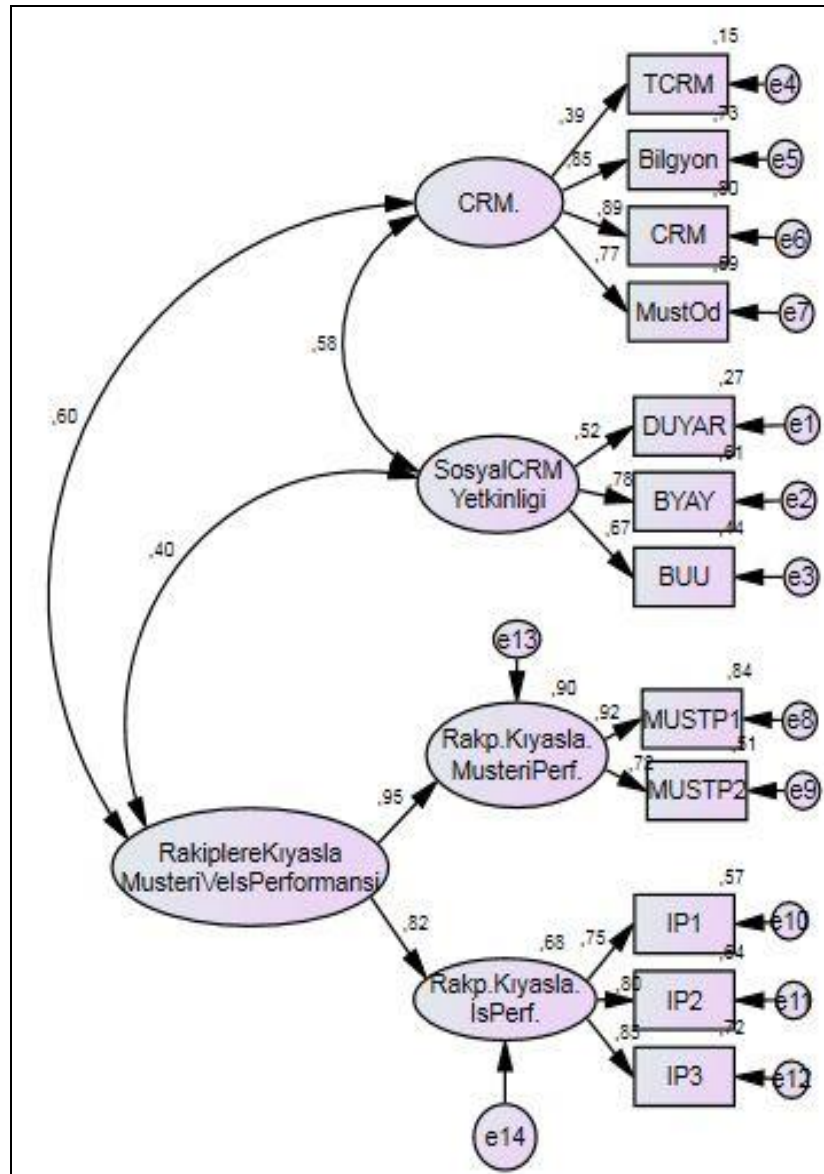 ,15
TCRM
e4
,39
,73
Bilgyon
e5
,85
,80
CRM.
CRM
e6
,89
,59
,77
MustOd
e7
,58
,27
,60
DUYAR
e1
,52
,61
SosyalCRM
Yetkinligi
BYAY
e2
,78
,44
,67
BUU
e3
,40
e13
,90
,84
,92
MUSTP1
e8
Rakp.Kıyasla.
MusteriPerf.
,51
,72
MUSTP2
e9
,95
RakiplereKıyasla
MusteriVeIsPerformansi
,57
,82
,68
,75
IP1
e10
,64
Rakp.Kıyasla.
İsPerf.
,80
IP2
e11
,72
,85
IP3
e12
e14